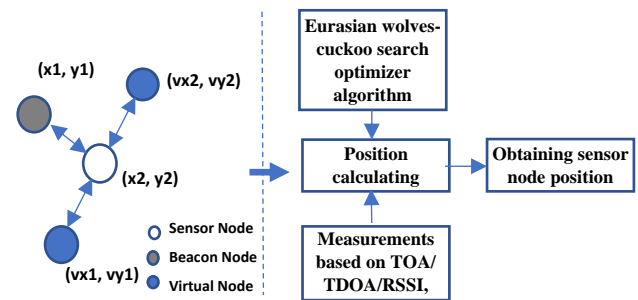 (x1, y1)
(vx2, vy2)
(x2, y2)
(vx1, vy1)
Sensor Node
Beacon Node
Virtual Node
Eurasian wolves-
cuckoo search
optimizer
algorithm
Position
calculating
Obtaining sensor
node position
Measurements
based on TOA/
TDOA/RSSI,